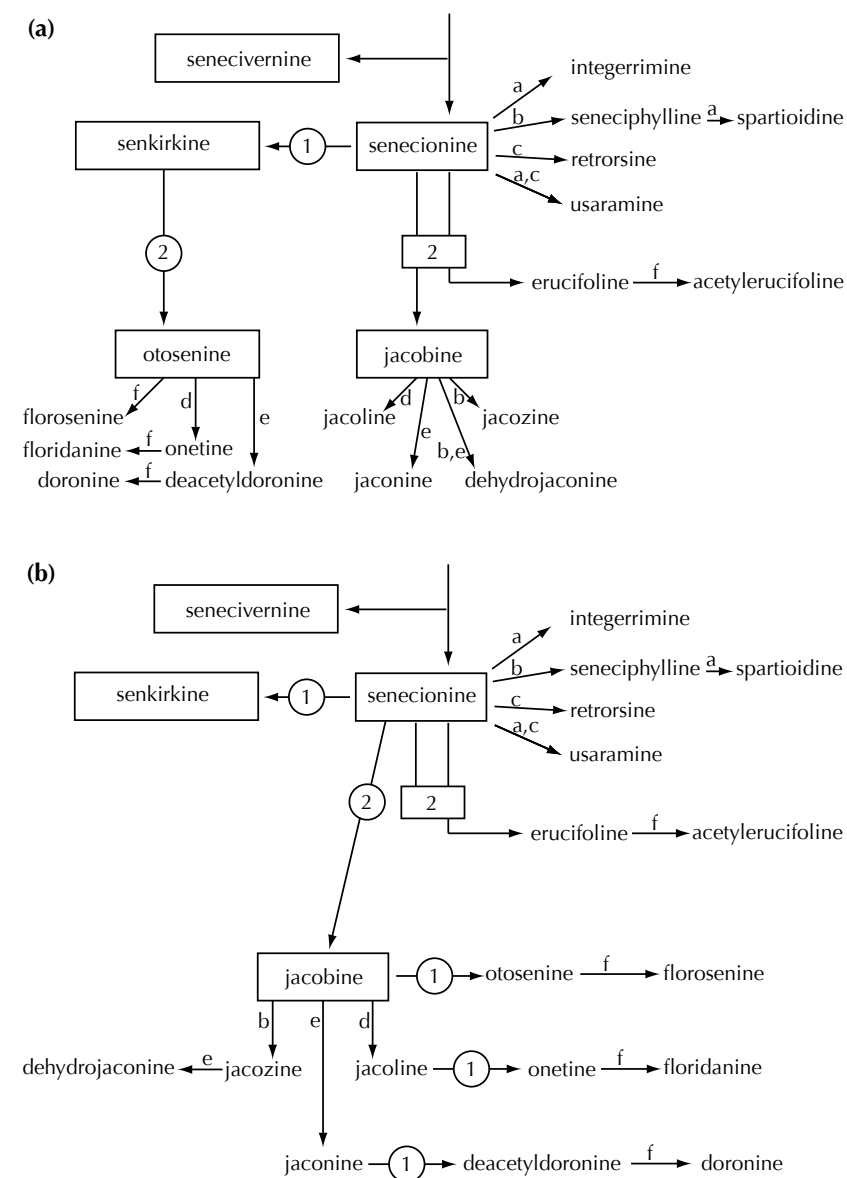 (a)
senecivernine
integerrimine
a
b
seneciphylline a spartioidine
senkirkine 1 senecionine
c
retrorsine
a,c
usaramine
2 2
erucifoline f acetylerucifoline
otosenine jacobine
f d e d e b b,e
florosenine jacoline jacozine
floridanine f onetine
doronine f deacetyldoronine jaconine dehydrojaconine
(b)
senecivernine
integerrimine
a
b
seneciphylline a spartioidine
senkirkine 1 senecionine
c
retrorsine
a,c
usaramine
2 2
erucifoline f acetylerucifoline
jacobine 1 otosenine f florosenine
b e d
dehydrojaconine e jacozine jacoline 1 onetine f floridanine
jaconine 1 deacetyldoronine f doronine